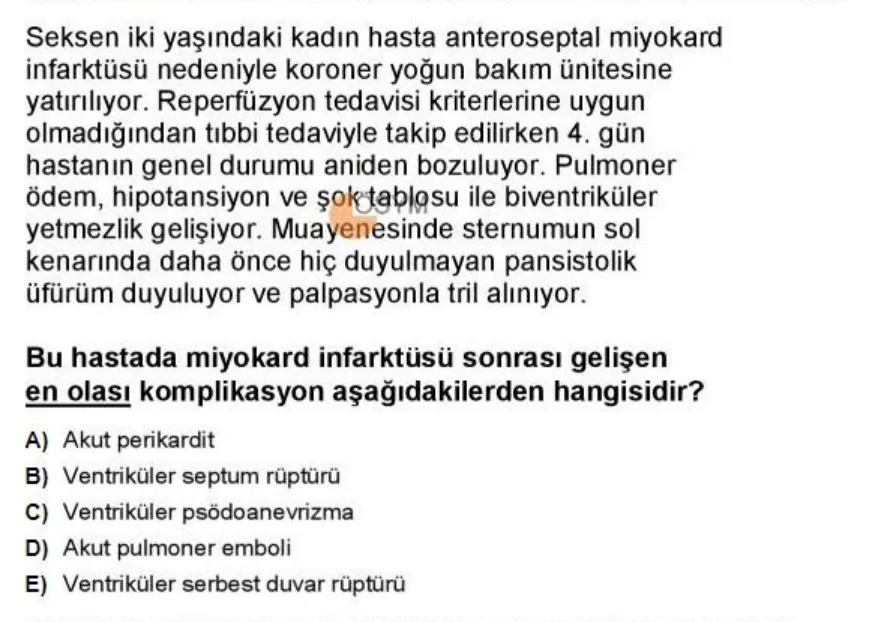 Seksen iki yaşındaki kadın hasta anteroseptal miyokard
infarktüsü nedeniyle koroner yoğun bakım ünitesine
yatırılıyor. Reperfüzyon tedavisi kriterlerine uygun
olmadığından tıbbi tedaviyle takip edilirken 4. gün
hastanın genel durumu aniden bozuluyor. Pulmoner
ödem, hipotansiyon ve şok tablosu ile biventriküler
yetmezlik gelişiyor. Muayenesinde sternumun sol
kenarında daha önce hiç duyulmayan pansistolik
üfürüm duyuluyor ve palpasyonla tril alınıyor.
ÖSYM
Bu hastada miyokard infarktüsü sonrası gelişen
en olası komplikasyon aşağıdakilerden hangisidir?
A) Akut perikardit
B) Ventriküler septum rüptürü
C) Ventriküler psödoanevrizma
D) Akut pulmoner emboli
E) Ventriküler serbest duvar rüptürü